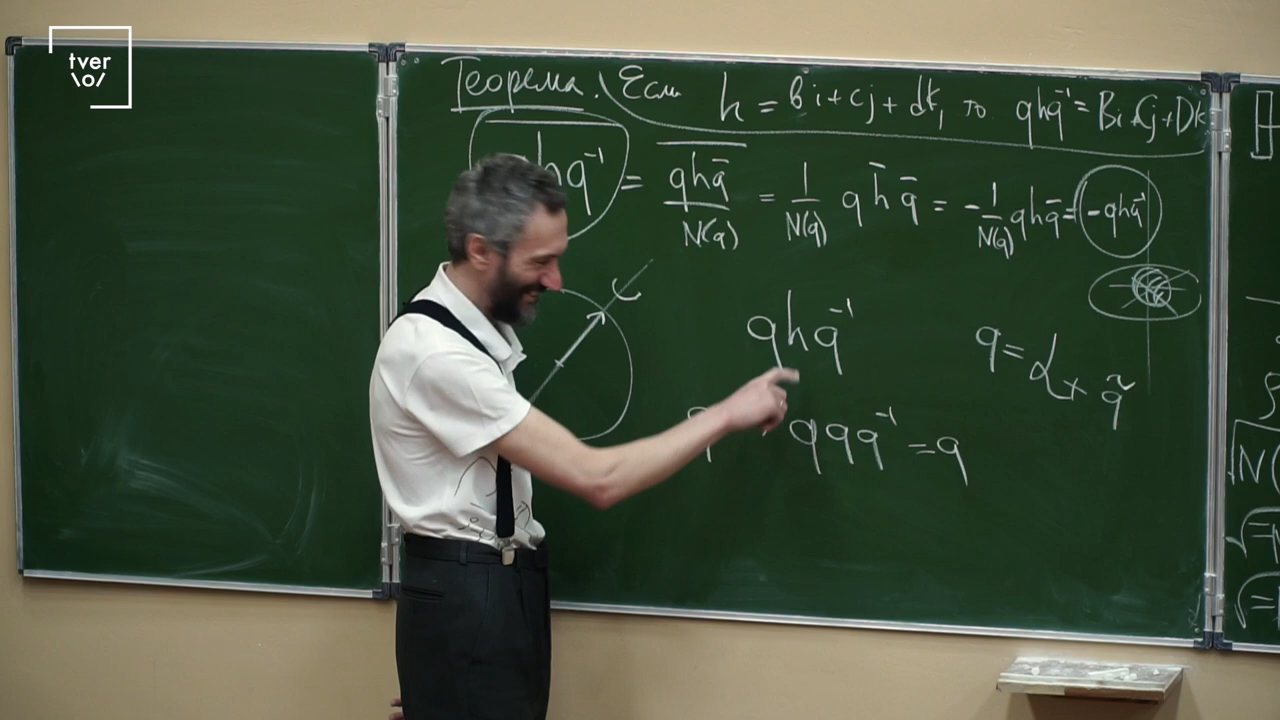 tver
\o/
Теорема. Если h = bi + cj + dk, то qhq⁻¹ = Bi + Cj + Dk
hq⁻¹ = qhq̄ / N(q) = 1/N(q) q h̄ q̄ = - 1/N(q) qhq̄ = -qhq⁻¹
qhq⁻¹
q = α × q̃
qqq⁻¹ = q
N(